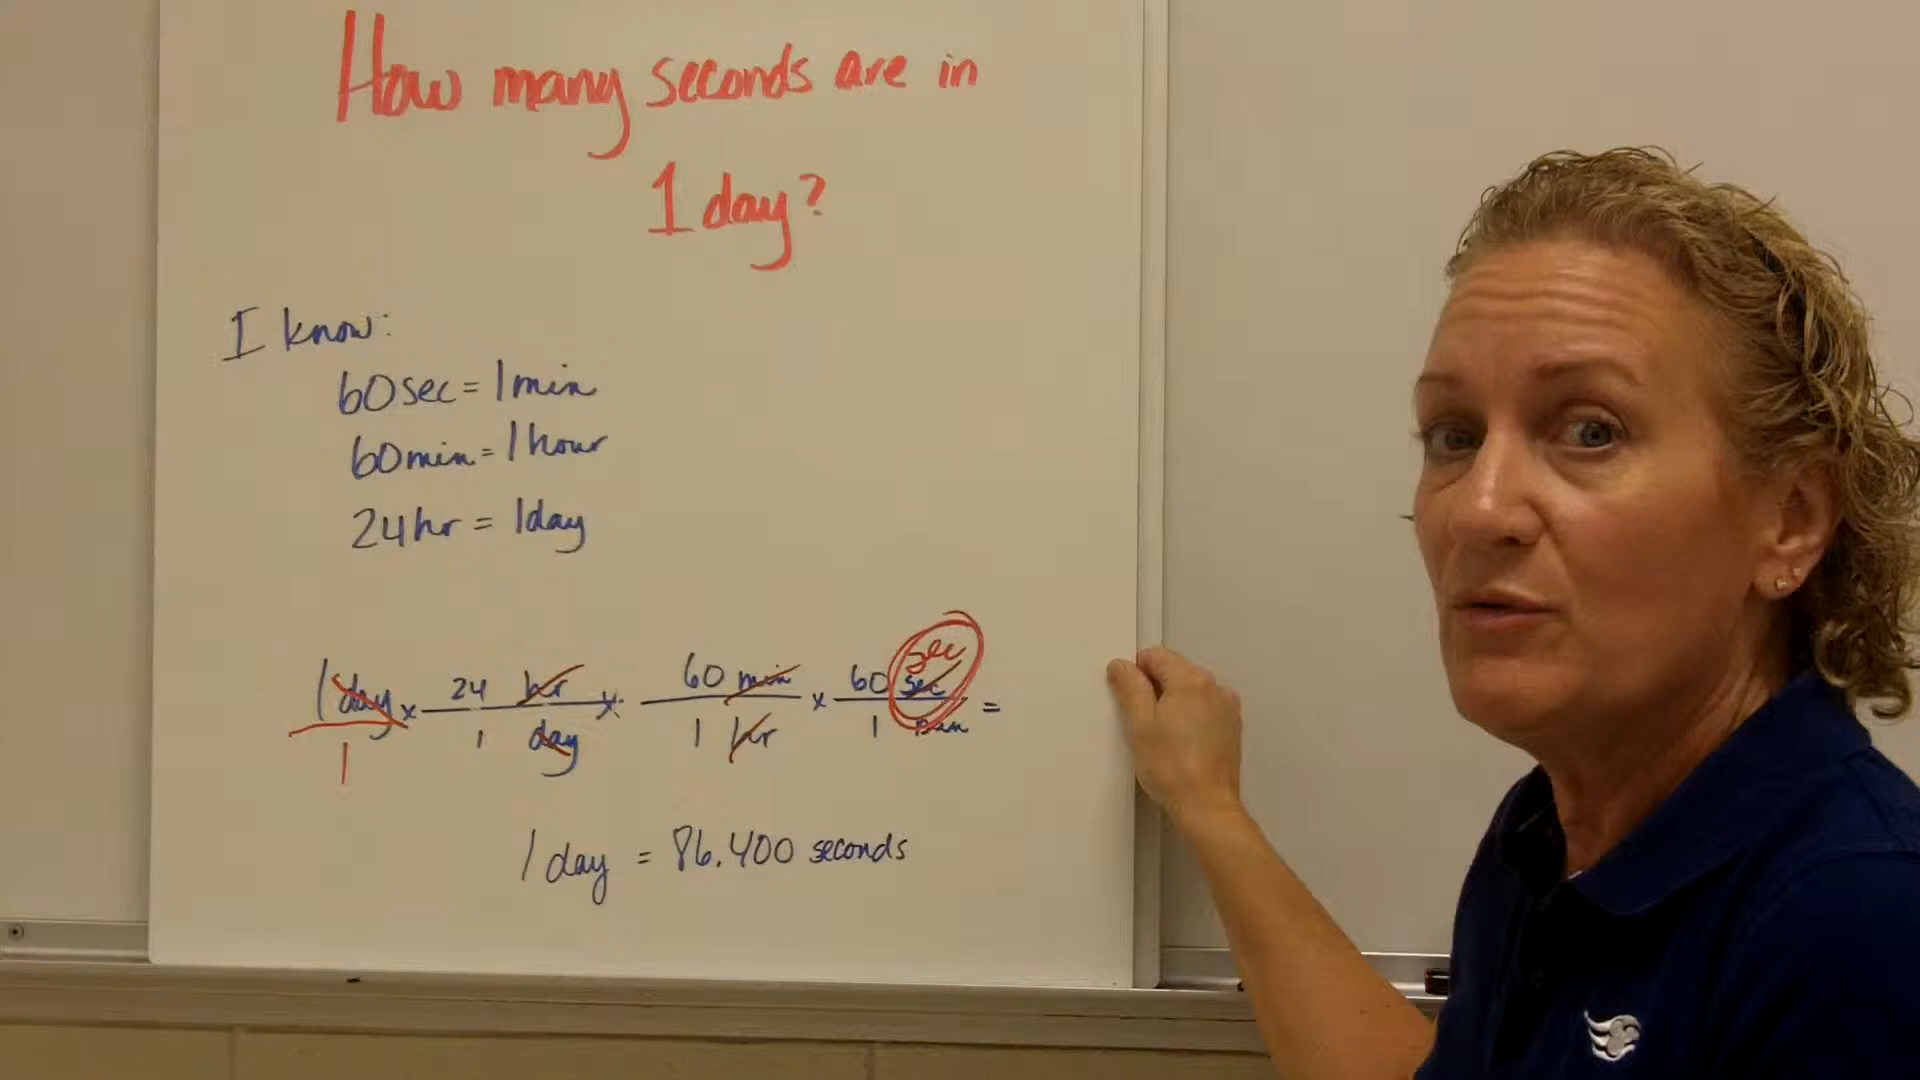 How many seconds are in
1 day?
I know:
60 sec = 1 min
60 min = 1 hour
24 hr = 1 day
1 day x 24 hr x 60 min x 60 sec sec =
1 1 day 1 hr 1 min
1 day = 86.400 seconds